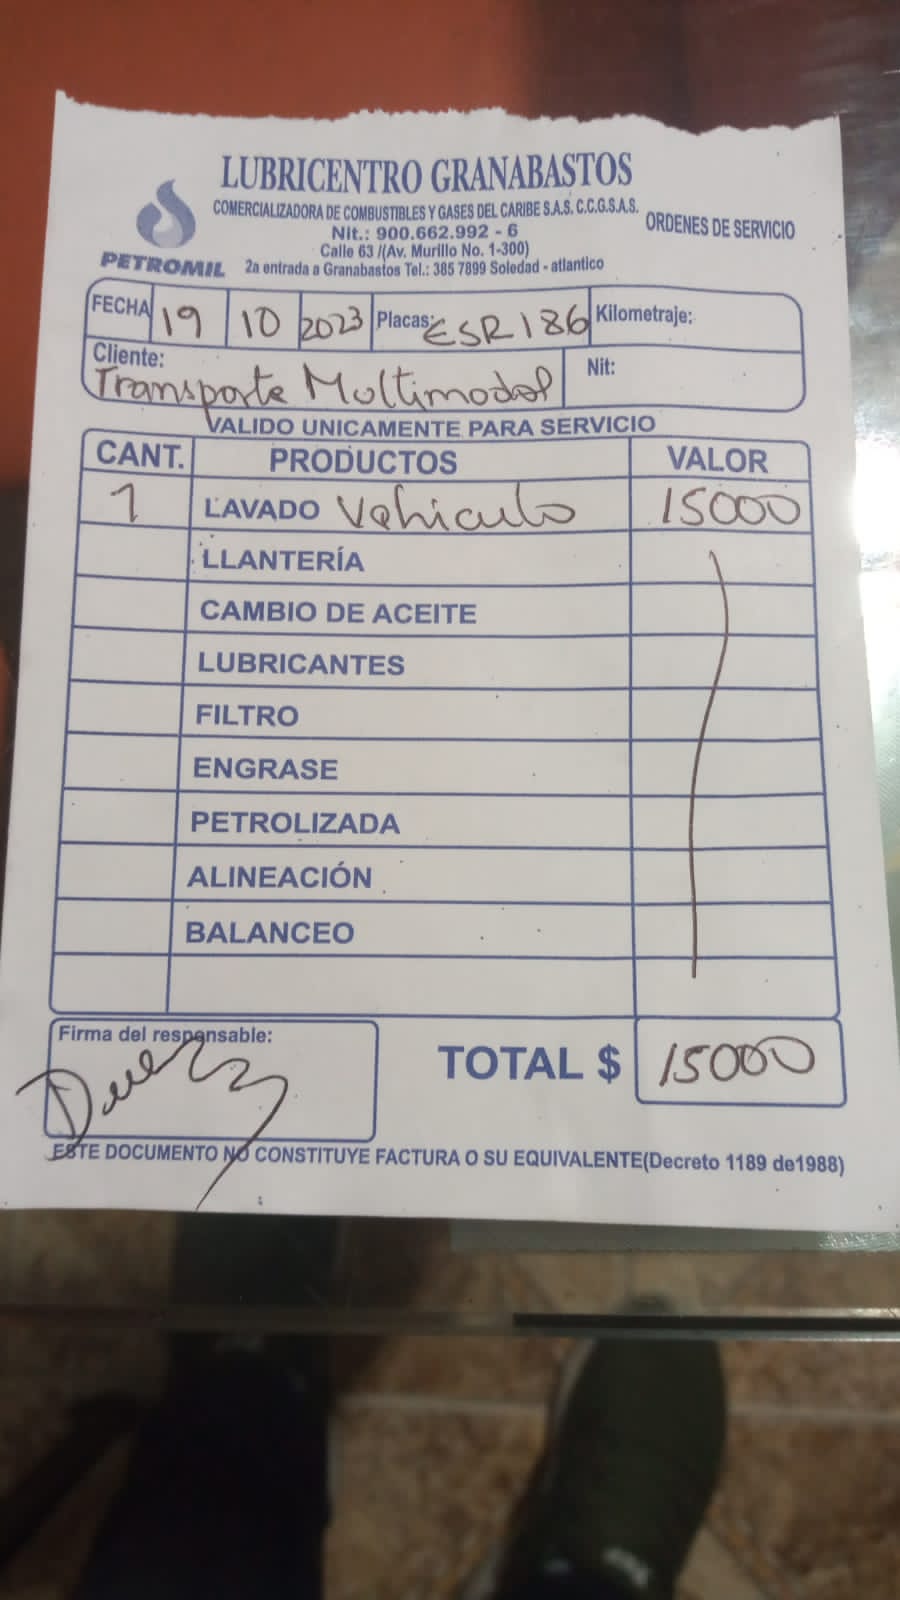 LUBRICENTRO GRANABASTOS
COMERCIALIZADORA DE COMBUSTIBLES Y GASES DEL CARIBE S.A.S. C.C.G.S.A.S.
ORDENES DE SERVICIO
Nit.: 900.662.992 - 6
Calle 63 /(Av. Murillo No. 1-300)
PETROMIL 2a entrada a Granabastos Tel.: 385 7899 Soledad - atlantico
FECHA 19 10 2023 Placas: ESR186 Kilometraje:
Cliente: Nit:
Transporte Multimodal
VALIDO UNICAMENTE PARA SERVICIO
CANT. PRODUCTOS VALOR
1 LAVADO Vehiculo 15000
LLANTERÍA
CAMBIO DE ACEITE
LUBRICANTES
FILTRO
ENGRASE
PETROLIZADA
ALINEACIÓN
BALANCEO
Firma del responsable:
TOTAL $ 15000
ESTE DOCUMENTO NO CONSTITUYE FACTURA O SU EQUIVALENTE(Decreto 1189 de1988)